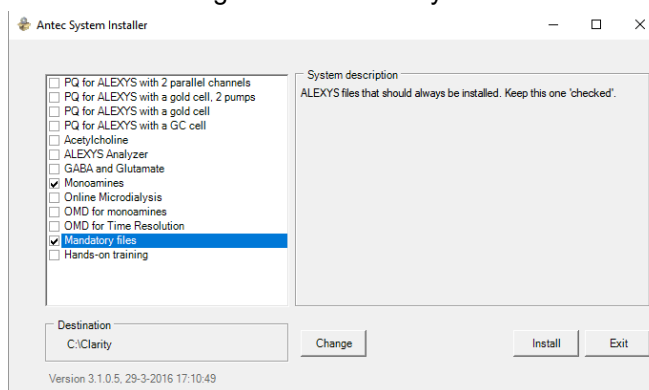 Antec System Installer
PQ for ALEXYS with 2 parallel channels
PQ for ALEXYS with a gold cell, 2 pumps
PQ for ALEXYS with a gold cell
PQ for ALEXYS with a GC cell
Acetylcholine
ALEXYS Analyzer
GABA and Glutamate
Monoamines
Online Microdialysis
OMD for monoamines
OMD for Time Resolution
Mandatory files
Hands-on training
System description
ALEXYS files that should always be installed. Keep this one 'checked'.
Destination
C:\Clarity
Change
Install
Exit
Version 3.1.0.5, 29-3-2016 17:10:49